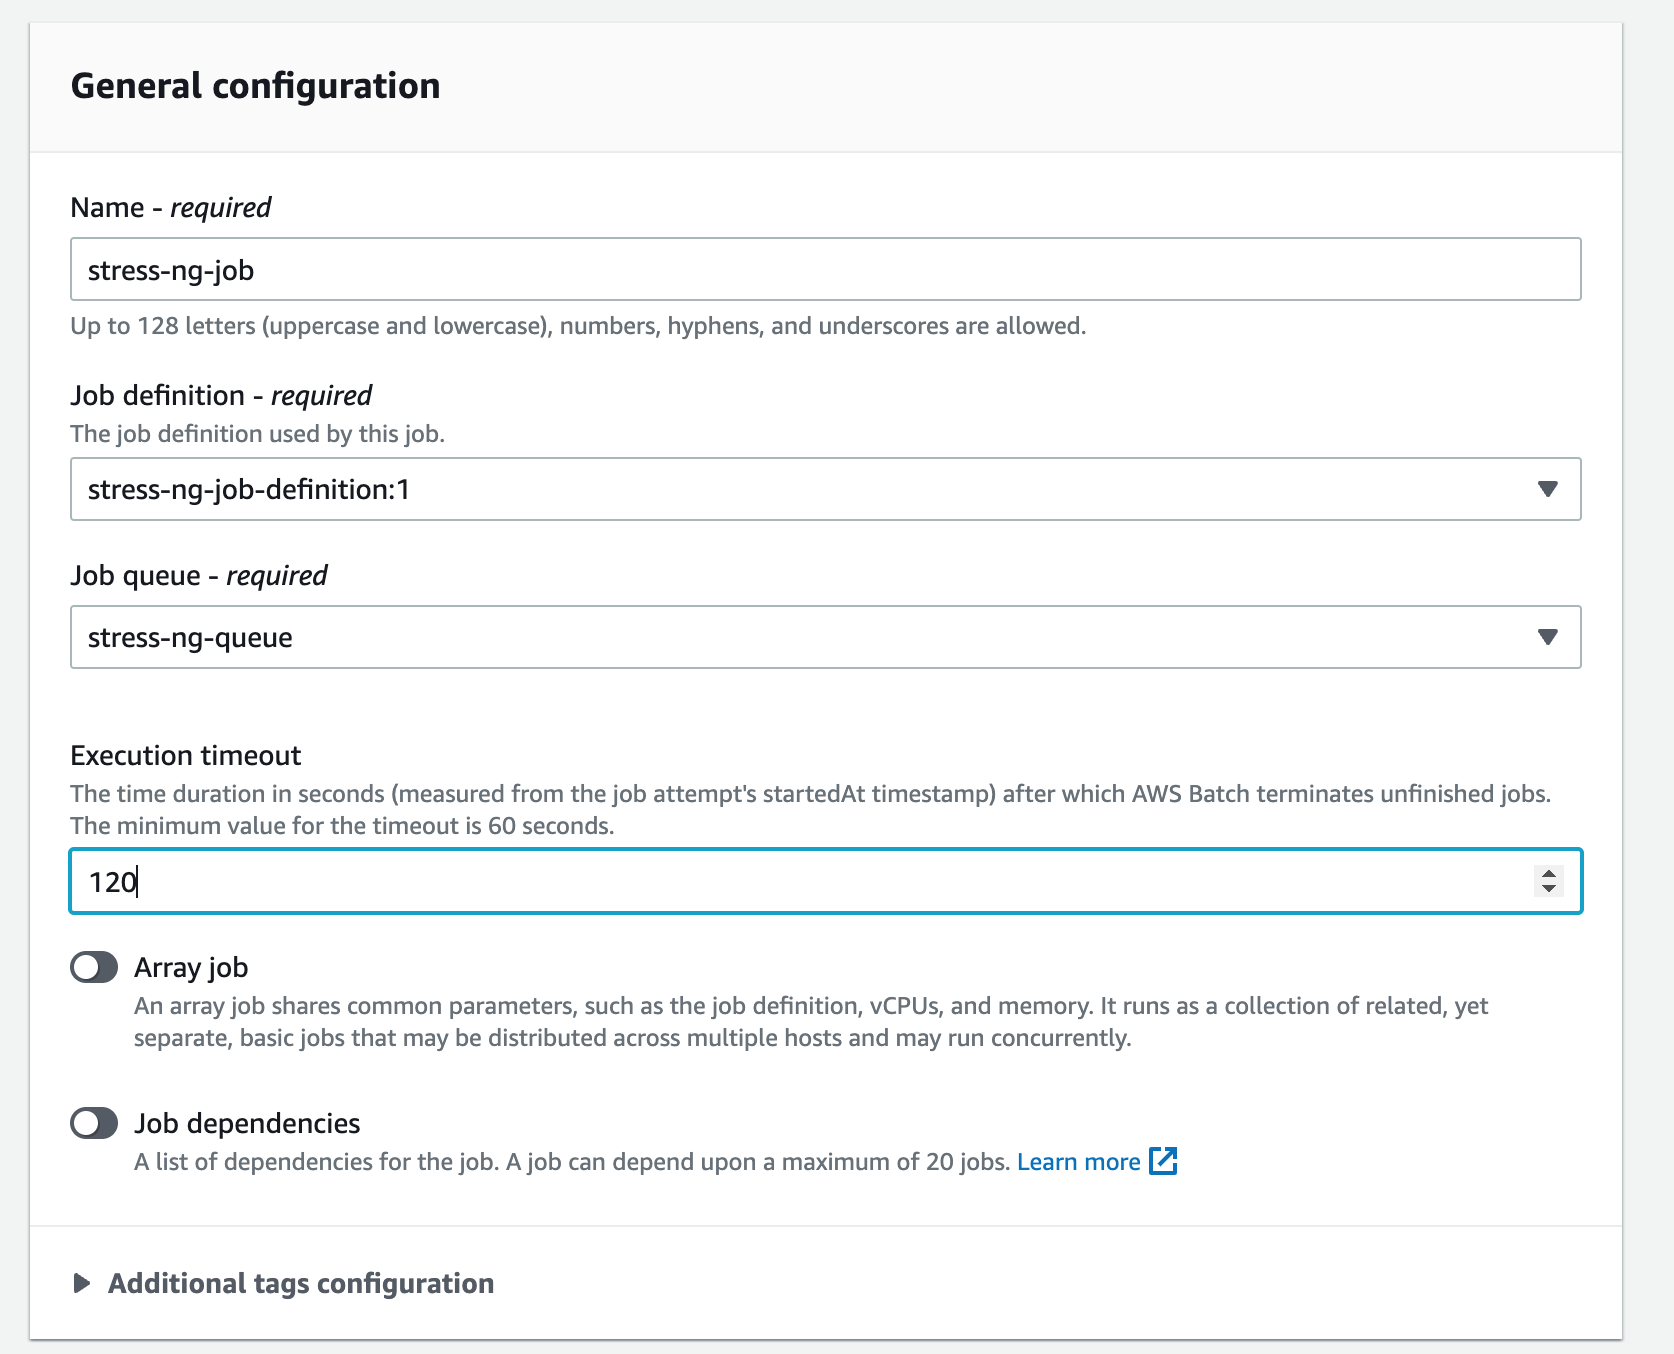 General configuration
Name - required
stress-ng-job
Up to 128 letters (uppercase and lowercase), numbers, hyphens, and underscores are allowed.
Job definition - required
The job definition used by this job.
stress-ng-job-definition:1
Job queue - required
stress-ng-queue
Execution timeout
The time duration in seconds (measured from the job attempt's startedAt timestamp) after which AWS Batch terminates unfinished jobs.
The minimum value for the timeout is 60 seconds.
120
Array job
An array job shares common parameters, such as the job definition, vCPUs, and memory. It runs as a collection of related, yet
separate, basic jobs that may be distributed across multiple hosts and may run concurrently.
Job dependencies
A list of dependencies for the job. A job can depend upon a maximum of 20 jobs. Learn more
Additional tags configuration